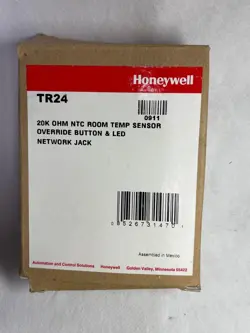 Honeywell
TR24
0911
20K OHM NTC ROOM TEMP SENSOR
OVERRIDE BUTTON & LED
NETWORK JACK
Assembled in Mexico
Automation and Control Solutions Honeywell Golden Valley, Minnesota 55422